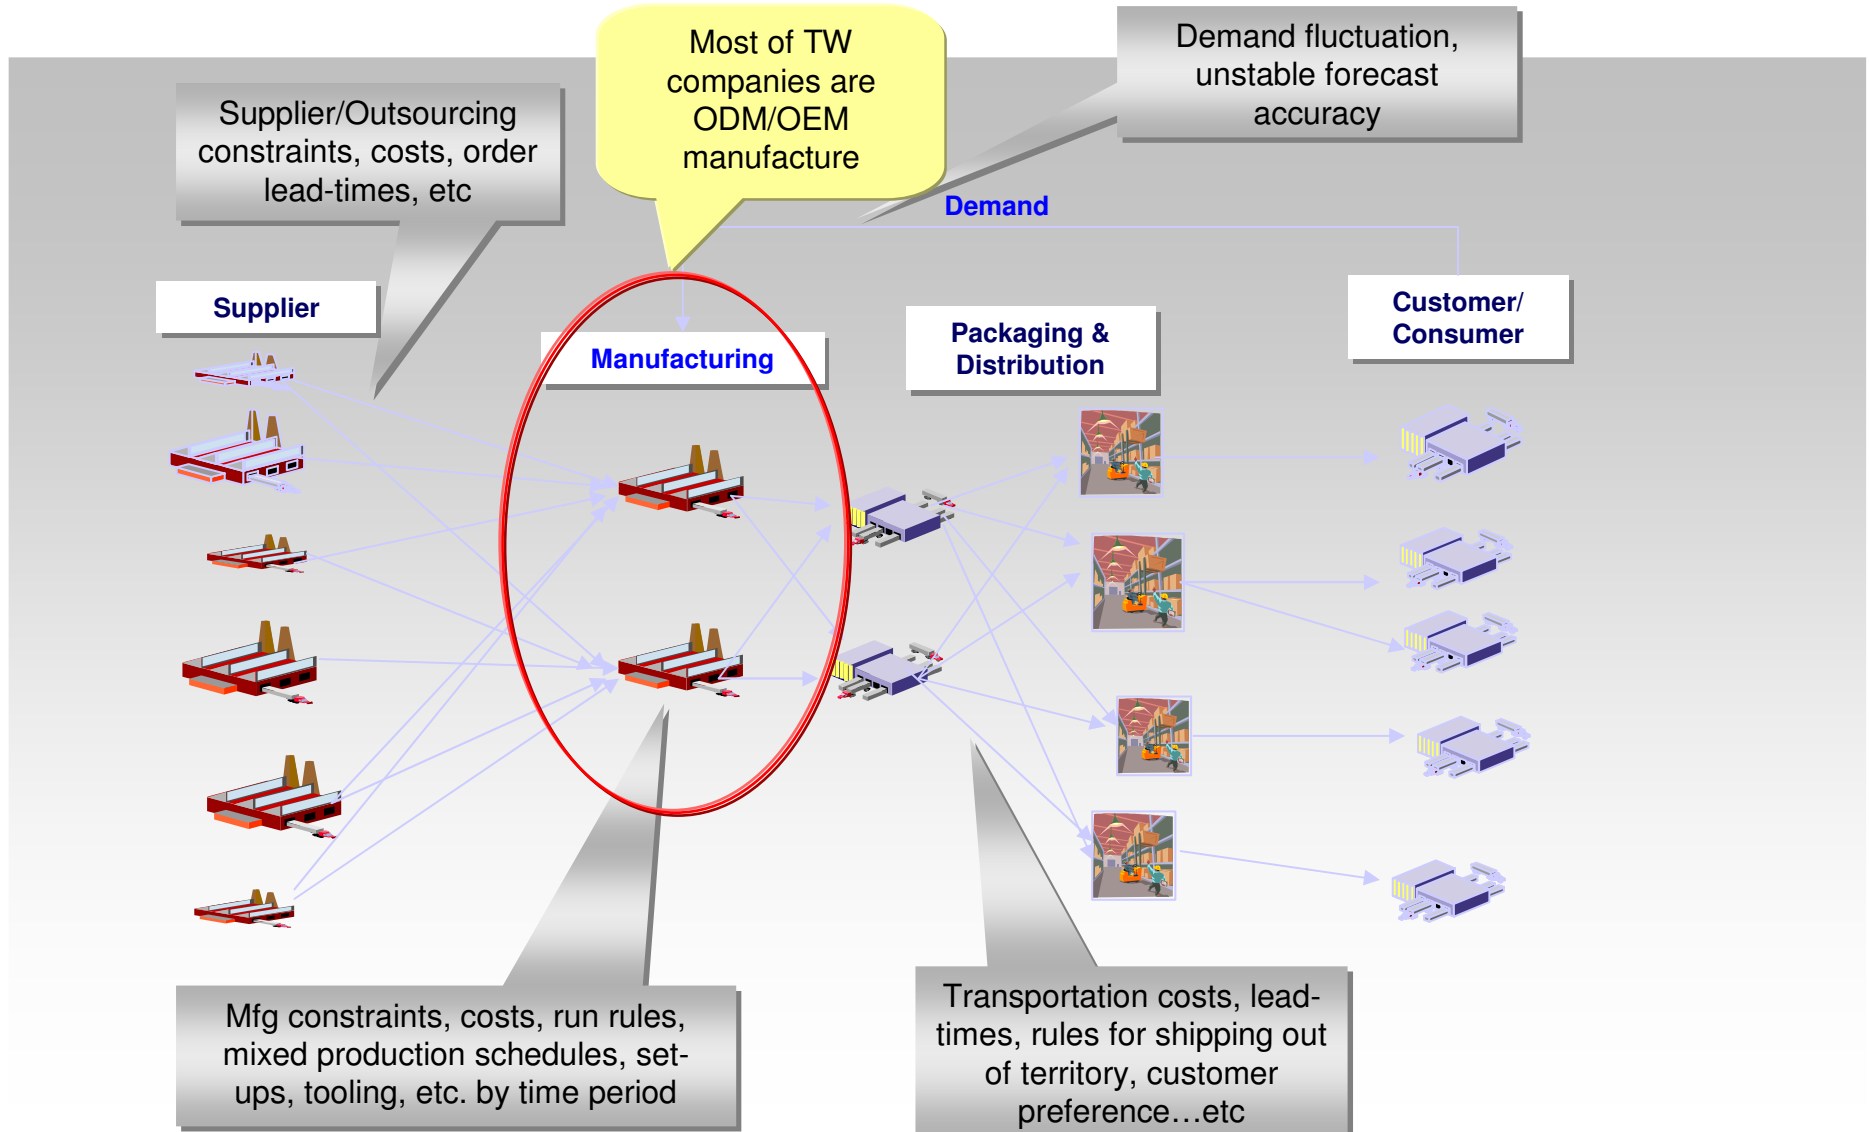 Most of TW
companies are
ODM/OEM
manufacture
Demand fluctuation,
unstable forecast
accuracy
Supplier/Outsourcing
constraints, costs, order
lead-times, etc
Demand
Supplier
Manufacturing
Packaging &
Distribution
Customer/
Consumer
Mfg constraints, costs, run rules,
mixed production schedules, set-
ups, tooling, etc. by time period
Transportation costs, lead-
times, rules for shipping out
of territory, customer
preference…etc